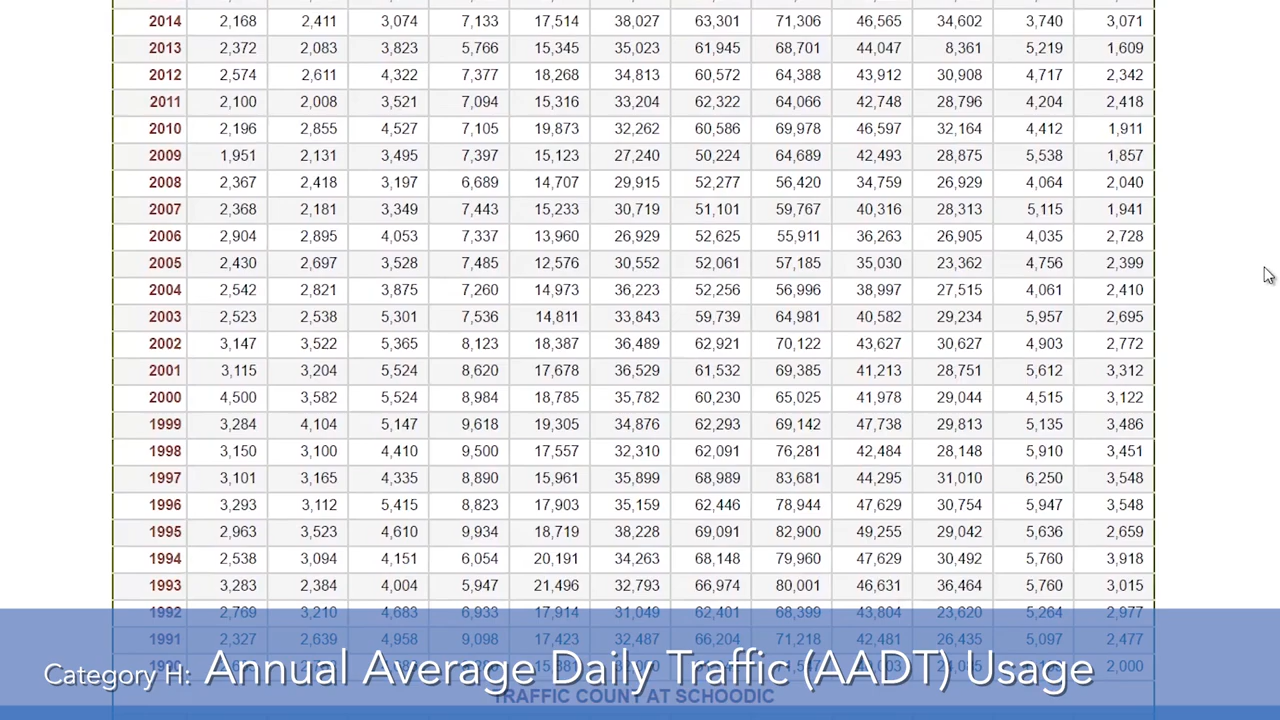 2014 2,168 2,411 3,074 7,133 17,514 38,027 63,301 71,306 46,565 34,602 3,740 3,071
2013 2,372 2,083 3,823 5,766 15,345 35,023 61,945 68,701 44,047 8,361 5,219 1,609
2012 2,574 2,611 4,322 7,377 18,268 34,813 60,572 64,388 43,912 30,908 4,717 2,342
2011 2,100 2,008 3,521 7,094 15,316 33,204 62,322 64,066 42,748 28,796 4,204 2,418
2010 2,196 2,855 4,527 7,105 19,873 32,262 60,586 69,978 46,597 32,164 4,412 1,911
2009 1,951 2,131 3,495 7,397 15,123 27,240 50,224 64,689 42,493 28,875 5,538 1,857
2008 2,367 2,418 3,197 6,689 14,707 29,915 52,277 56,420 34,759 26,929 4,064 2,040
2007 2,368 2,181 3,349 7,443 15,233 30,719 51,101 59,767 40,316 28,313 5,115 1,941
2006 2,904 2,895 4,053 7,337 13,960 26,929 52,625 55,911 36,263 26,905 4,035 2,728
2005 2,430 2,697 3,528 7,485 12,576 30,552 52,061 57,185 35,030 23,362 4,756 2,399
2004 2,542 2,821 3,875 7,260 14,973 36,223 52,256 56,996 38,997 27,515 4,061 2,410
2003 2,523 2,538 5,301 7,536 14,811 33,843 59,739 64,981 40,582 29,234 5,957 2,695
2002 3,147 3,522 5,365 8,123 18,387 36,489 62,921 70,122 43,627 30,627 4,903 2,772
2001 3,115 3,204 5,524 8,620 17,678 36,529 61,532 69,385 41,213 28,751 5,612 3,312
2000 4,500 3,582 5,524 8,984 18,785 35,782 60,230 65,025 41,978 29,044 4,515 3,122
1999 3,284 4,104 5,147 9,618 19,305 34,876 62,293 69,142 47,738 29,813 5,135 3,486
1998 3,150 3,100 4,410 9,500 17,557 32,310 62,091 76,281 42,484 28,148 5,910 3,451
1997 3,101 3,165 4,335 8,890 15,961 35,899 68,989 83,681 44,295 31,010 6,250 3,548
1996 3,293 3,112 5,415 8,823 17,903 35,159 62,446 78,944 47,629 30,754 5,947 3,548
1995 2,963 3,523 4,610 9,934 18,719 38,228 69,091 82,900 49,255 29,042 5,636 2,659
1994 2,538 3,094 4,151 6,054 20,191 34,263 68,148 79,960 47,629 30,492 5,760 3,918
1993 3,283 2,384 4,004 5,947 21,496 32,793 66,974 80,001 46,631 36,464 5,760 3,015
1992 2,769 3,210 4,683 6,933 17,914 31,049 62,401 68,399 43,804 23,620 5,264 2,977
1991 2,327 2,639 4,958 9,098 17,423 32,487 66,204 71,218 42,481 26,435 5,097 2,477
2,000
Category H: Annual Average Daily Traffic (AADT) Usage
TRAFFIC COUNT AT SCHOODIC